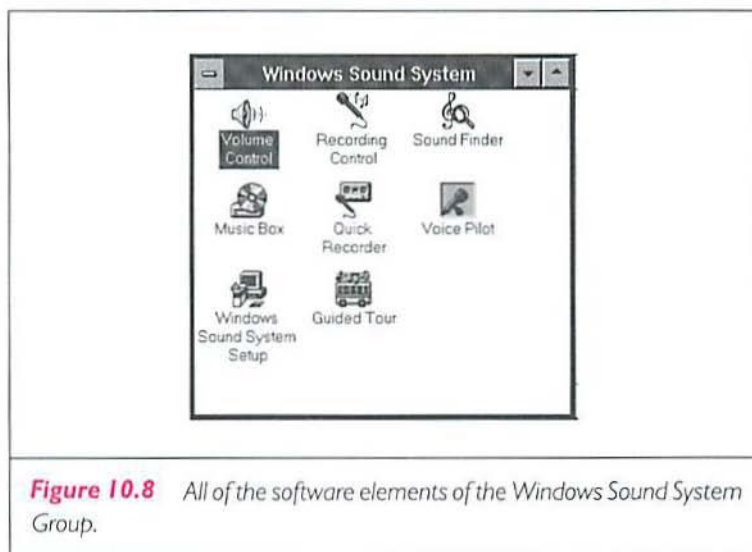 Windows Sound System
Volume
Control
Recording
Control
Sound Finder
Music Box
Quick
Recorder
Voice Pilot
Windows
Sound System
Setup
Guided Tour
Figure 10.8 All of the software elements of the Windows Sound System
Group.